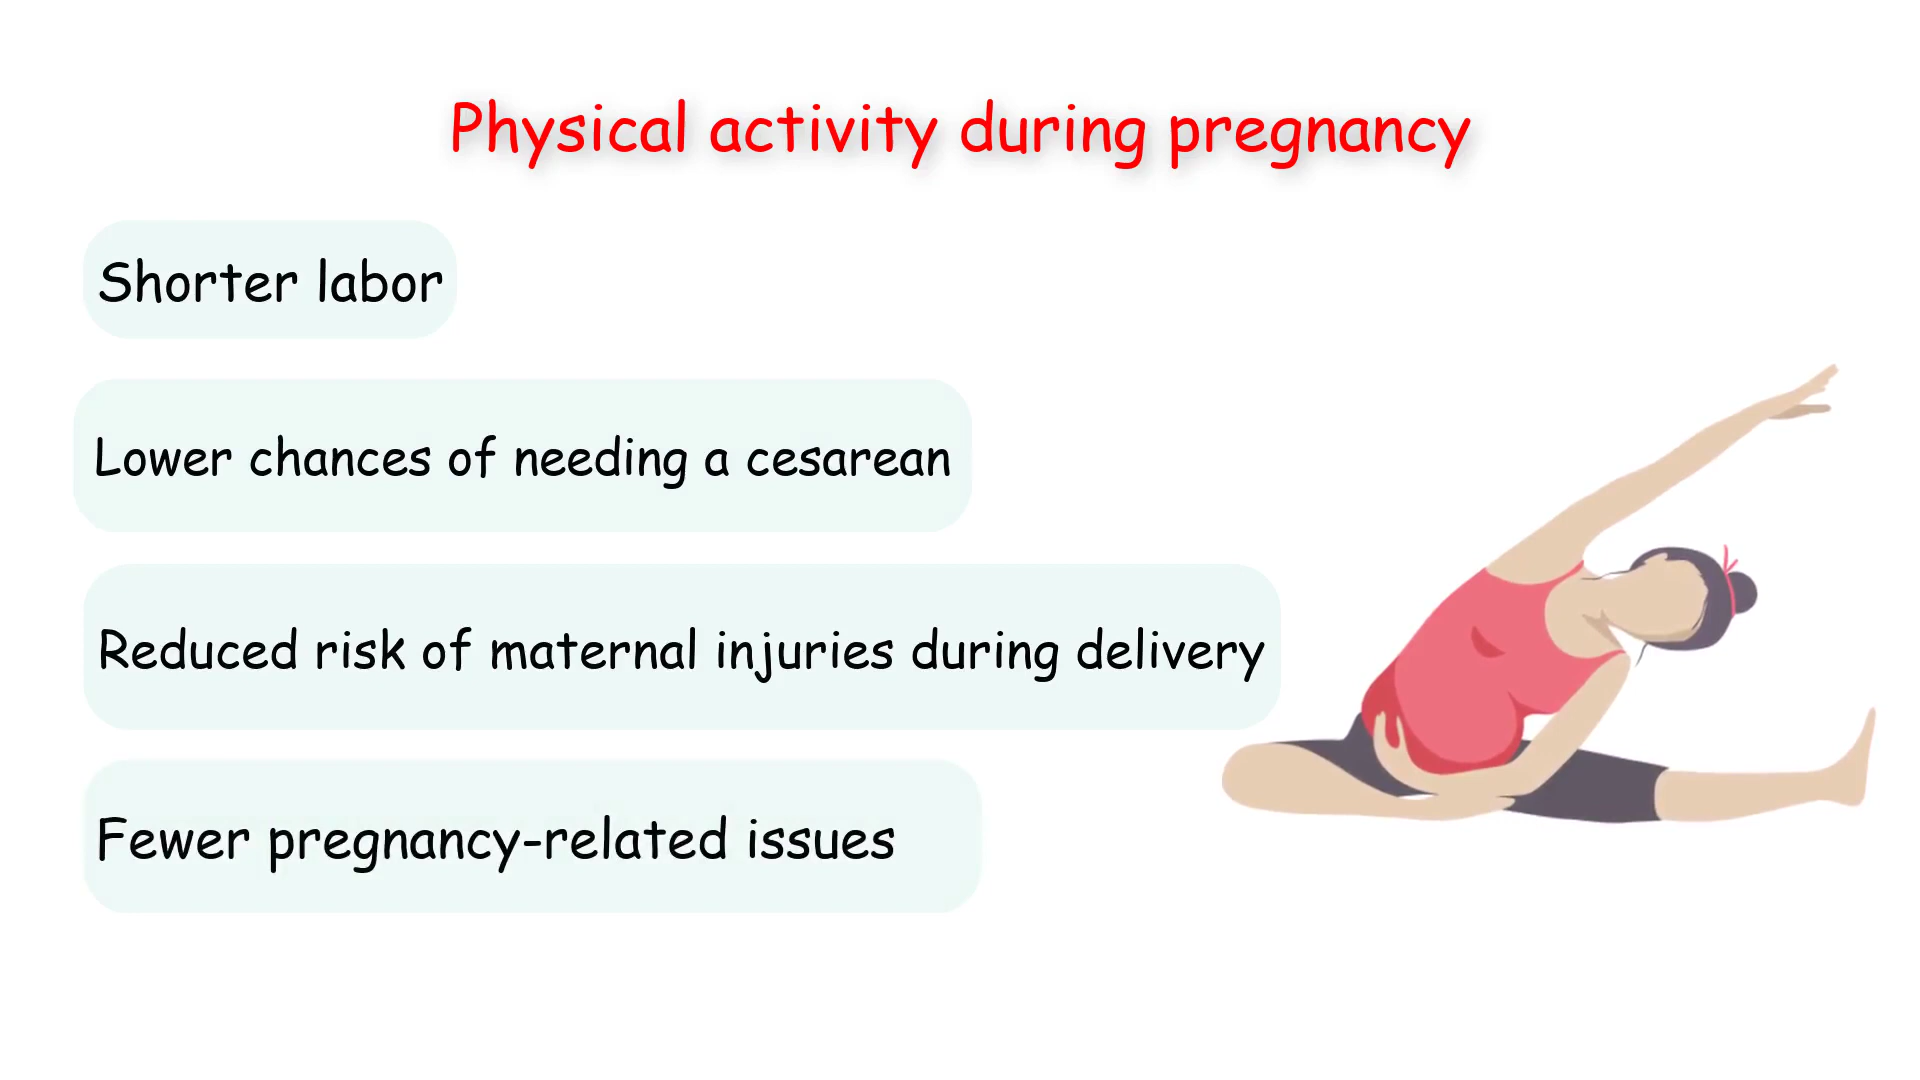 Physical activity during pregnancy
Shorter labor
Lower chances of needing a cesarean
Reduced risk of maternal injuries during delivery
Fewer pregnancy-related issues